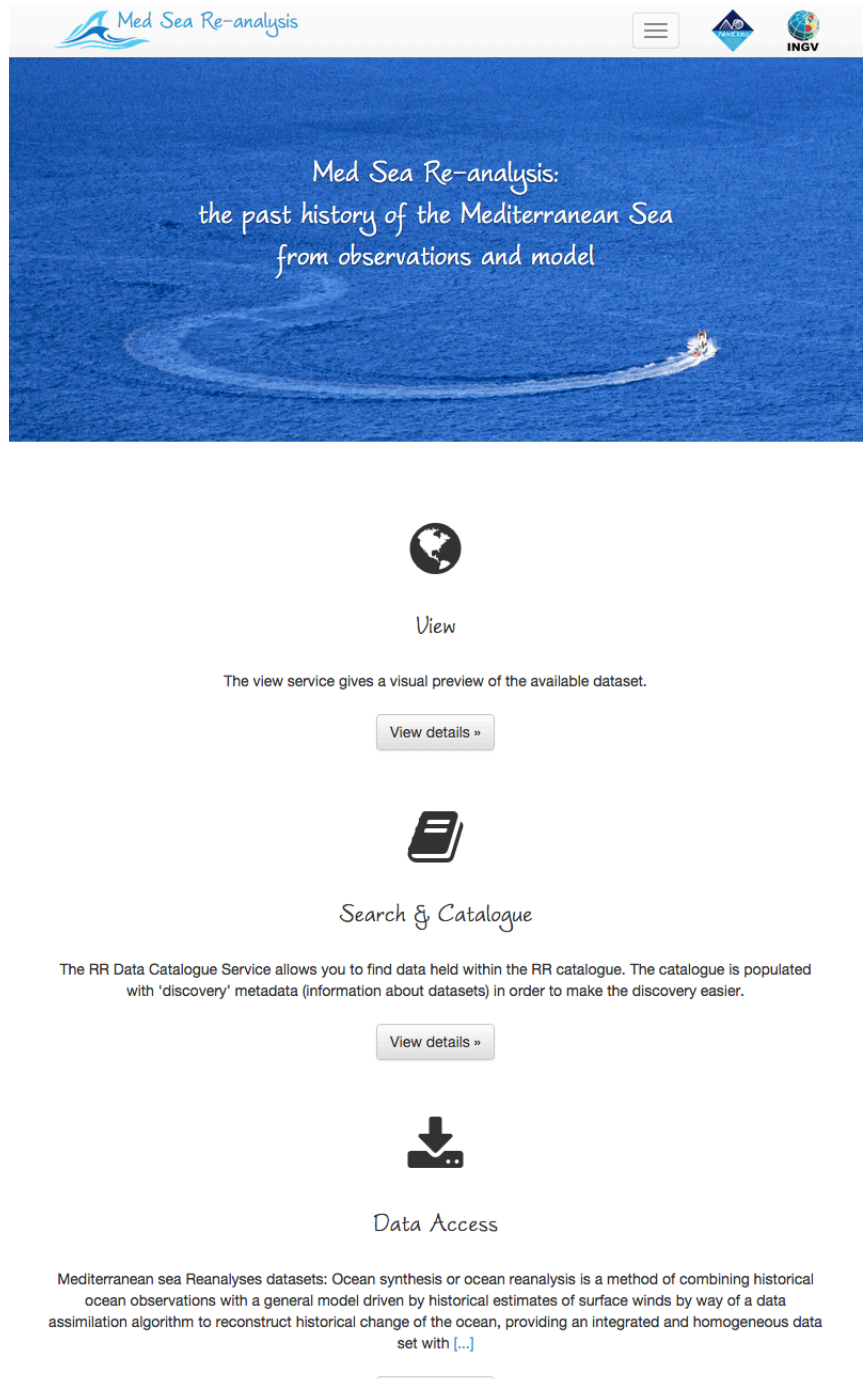 Med Sea Re-analysis
NextData
INGV
Med Sea Re-analysis:
the past history of the Mediterranean Sea
from observations and model
View
The view service gives a visual preview of the available dataset.
View details »
Search & Catalogue
The RR Data Catalogue Service allows you to find data held within the RR catalogue. The catalogue is populated
with ‘discovery’ metadata (information about datasets) in order to make the discovery easier.
View details »
Data Access
Mediterranean sea Reanalyses datasets: Ocean synthesis or ocean reanalysis is a method of combining historical
ocean observations with a general model driven by historical estimates of surface winds by way of a data
assimilation algorithm to reconstruct historical change of the ocean, providing an integrated and homogeneous data
set with [...]